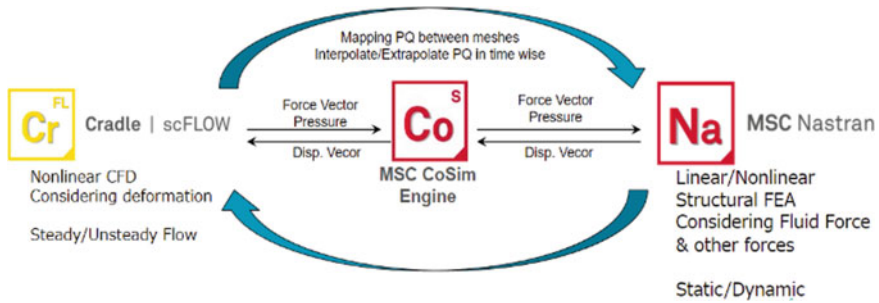 Mapping PQ between meshes
Interpolate/Extrapolate PQ in time wise
FL
Cr
Cradle | scFLOW
Force Vector
Pressure
Disp. Vecor
S
Co
MSC CoSim
Engine
Force Vector
Pressure
Disp. Vecor
Na
MSC Nastran
Nonlinear CFD
Considering deformation
Steady/Unsteady Flow
Linear/Nonlinear
Structural FEA
Considering Fluid Force
& other forces
Static/Dynamic